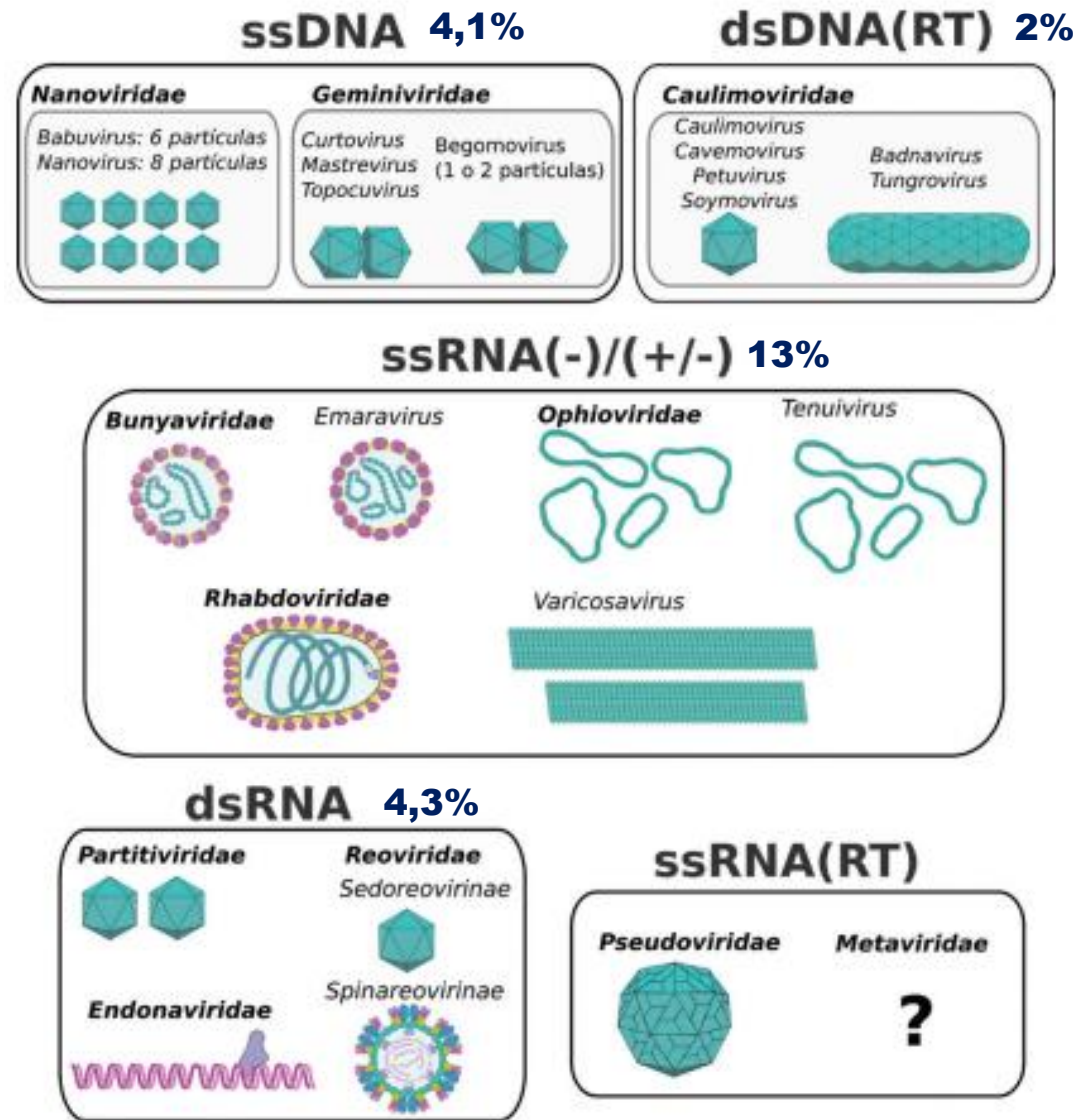 ssDNA 4,1%
Nanoviridae
Babuvirus: 6 partículas
Nanovirus: 8 partículas
Geminiviridae
Curtovirus
Mastrevirus
Topocuvirus
Begomovirus
(1 o 2 partículas)
dsDNA(RT) 2%
Caulimoviridae
Caulimovirus
Cavemovirus
Petuvirus
Soymovirus
Badnavirus
Tungrovirus
ssRNA(-)/(+/-) 13%
Bunyaviridae
Emaravirus
Ophioviridae
Tenuivirus
Rhabdoviridae
Varicosavirus
dsRNA 4,3%
Partitiviridae
Reoviridae
Sedoreovirinae
Spinareovirinae
Endonaviridae
ssRNA(RT)
Pseudoviridae
Metaviridae
?